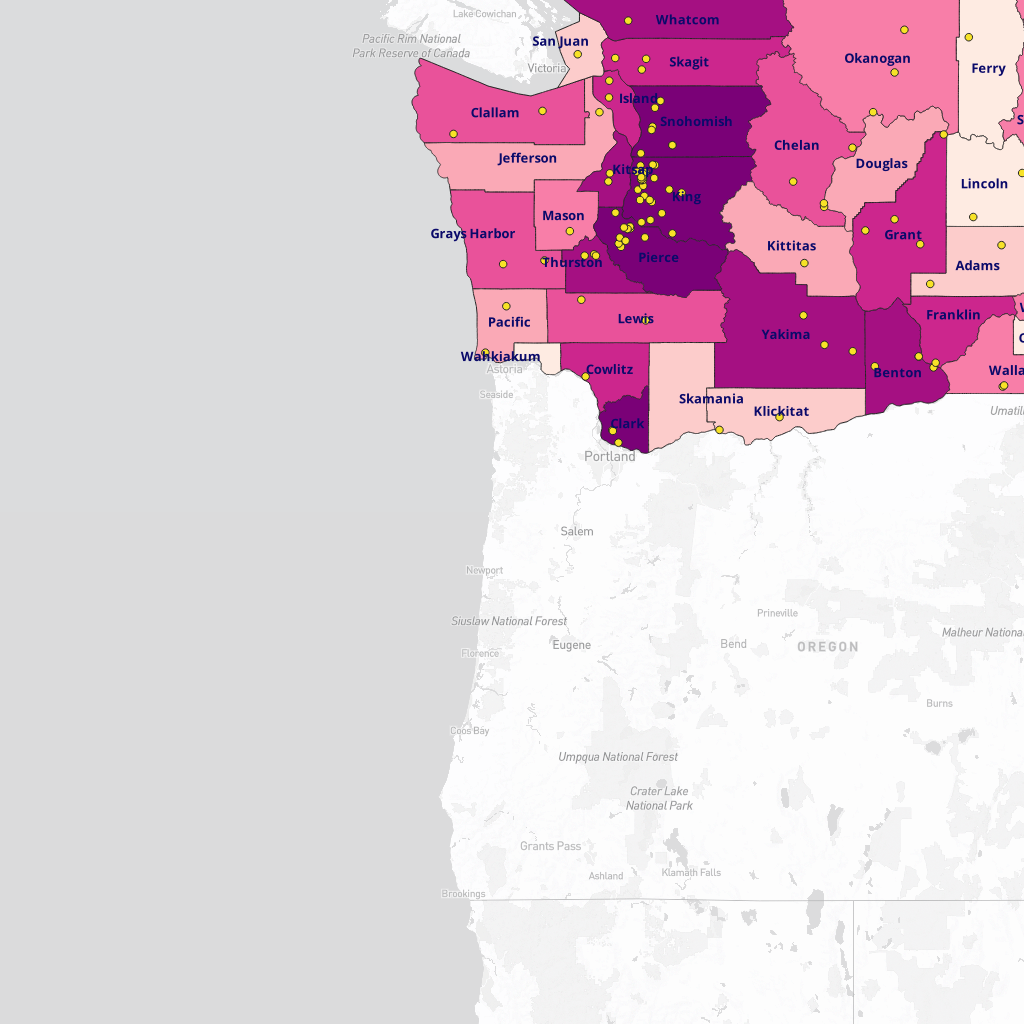 Lake Cowichan
Whatcom
Pacific Rim National
Park Reserve of Canada
San Juan
Victoria
Skagit
Okanogan
Ferry
Island
Clallam
Snohomish
S
Jefferson
Chelan
Douglas
Kitsap
King
Lincoln
Mason
Grays Harbor
Kittitas
Grant
Thurston
Pierce
Adams
Pacific
Lewis
Yakima
Franklin
Wahkiakum
Astoria
Cowlitz
Benton
Walla
Seaside
Skamania
Klickitat
Umatil
Clark
Portland
Salem
Newport
Prineville
Siuslaw National Forest
Eugene
Bend
OREGON
Malheur National
Florence
Burns
Coos Bay
Umpqua National Forest
Crater Lake
National Park
Grants Pass
Ashland
Klamath Falls
Brookings